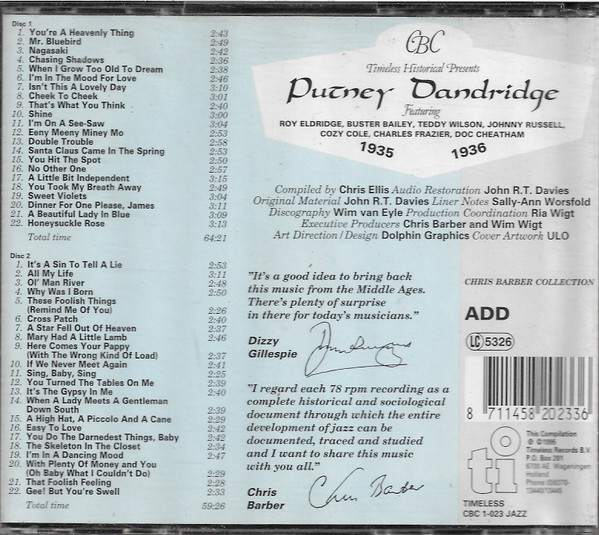 Disc 1
1. You're A Heavenly Thing 2:43
2. Mr. Bluebird 2:49
3. Nagasaki 2:42
4. Chasing Shadows 2:36
5. When I Grow Too Old To Dream 2:38
6. I'm In The Mood For Love 2:46
7. Isn't This A Lovely Day 3:10
8. Cheek To Cheek 3:01
9. That's What You Think 2:40
10. Shine 3:00
11. I'm On A See-Saw 3:04
12. Eeny Meeny Miney Mo 2:53
13. Double Trouble 2:58
14. Santa Claus Came In The Spring 2:53
15. You Hit The Spot 2:50
16. No Other One 2:57
17. A Little Bit Independent 3:15
18. You Took My Breath Away 2:49
19. Sweet Violets 3:04
20. Dinner For One Please, James 3:11
21. A Beautiful Lady In Blue 3:09
22. Honeysuckle Rose 3:13
Total time 64:21
Disc 2
1. It's A Sin To Tell A Lie 2:53
2. All My Life 3:11
3. Ol' Man River 2:48
4. Why Was I Born 2:50
5. These Foolish Things
(Remind Me Of You) 2:26
6. Cross Patch 2:40
7. A Star Fell Out Of Heaven 2:37
8. Mary Had A Little Lamb 2:44
9. Here Comes Your Pappy
(With The Wrong Kind Of Load) 2:37
10. If We Never Meet Again 2:41
11. Sing, Baby, Sing 2:25
12. You Turned The Tables On Me 2:39
13. It's The Gypsy In Me 2:40
14. When A Lady Meets A Gentleman
Down South 2:39
15. A High Hat, A Piccolo And A Cane 2:29
16. Easy To Love 2:42
17. You Do The Darnedest Things, Baby 2:41
18. The Skeleton In The Closet 2:34
19. I'm In A Dancing Mood 2:47
20. With Plenty Of Money and You
(Oh Baby What I Couldn't Do) 2:29
21. That Foolish Feeling 2:28
22. Gee! But You're Swell 2:33
Total time 59:26
CBC
Timeless Historical Presents
Putney Dandridge
Featuring
ROY ELDRIDGE, BUSTER BAILEY, TEDDY WILSON, JOHNNY RUSSELL,
COZY COLE, CHARLES FRAZIER, DOC CHEATHAM
1935 1936
Compiled by Chris Ellis Audio Restoration John R.T. Davies
Original Material John R.T. Davies Liner Notes Sally-Ann Worsfold
Discography Wim van Eyle Production Coordination Ria Wigt
Executive Producers Chris Barber and Wim Wigt
Art Direction/Design Dolphin Graphics Cover Artwork ULO
"It's a good idea to bring back
this music from the Middle Ages.
There's plenty of surprise
in there for today's musicians."
Dizzy
Gillespie
"I regard each 78 rpm recording as a
complete historical and sociological
document through which the entire
development of jazz can be
documented, traced and studied
and I want to share this music
with you all."
Chris
Barber
Chris Barber
CHRIS BARBER COLLECTION
ADD
LC 5326
8 711458 202336
ti
This Compilation
℗ ©1995
Timeless Records B.V.
P.O. Box 201
6700 AE Wageningen
Holland
TIMELESS
CBC 1-023 JAZZ